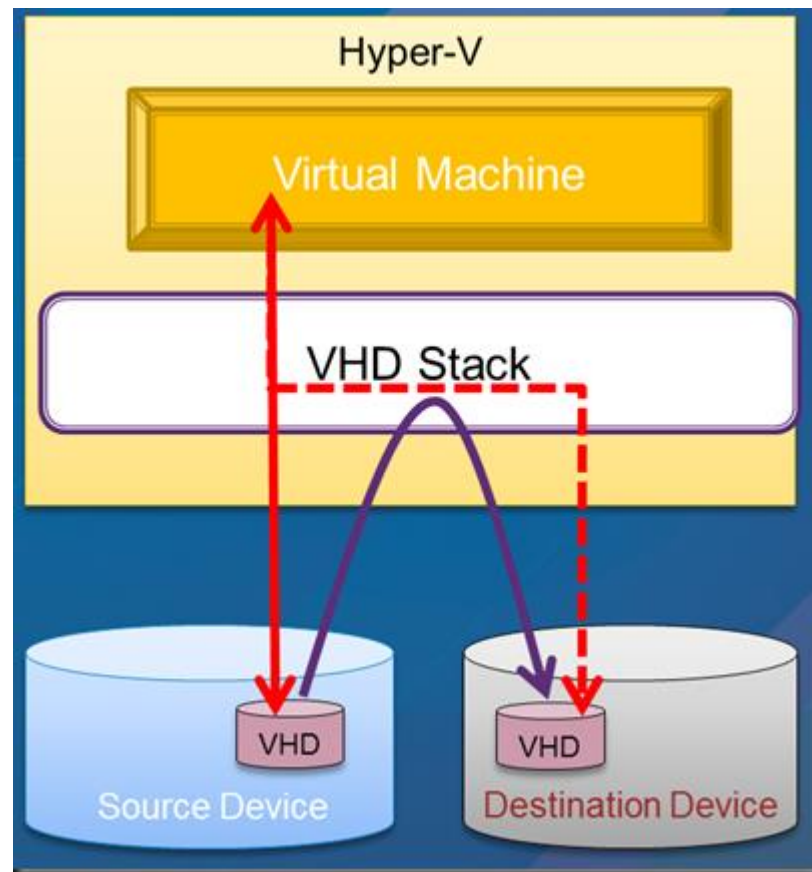 Hyper-V
Virtual Machine
VHD Stack
VHD
VHD
Source Device
Destination Device